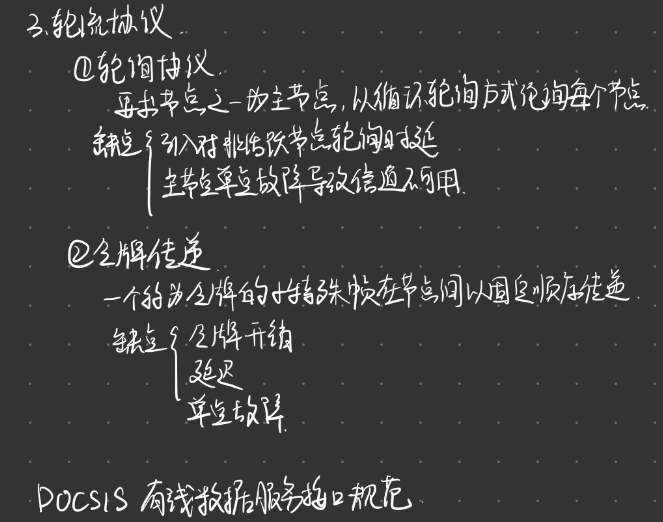 3.轮流协议.
①轮询协议.
要求节点之一为主节点,从循环轮询方式轮询每个节点.
缺点{引入对非活跃节点轮询时延
主节点单点故障导致信道不可用.
②令牌传递
一个称为令牌的小特殊帧在节点间以固定顺序传递.
缺点{令牌开销
延迟
单点故障.
DOCSIS 有线数据服务接口规范.